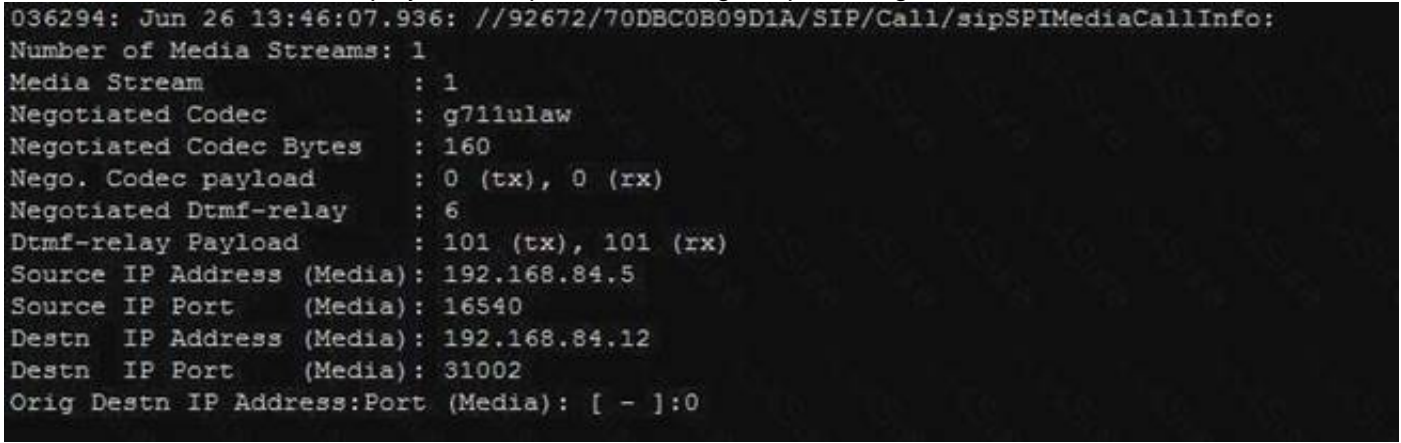 036294: Jun 26 13:46:07.936: //92672/70DBC0B09D1A/SIP/Call/sipSPIMediaCallInfo:
Number of Media Streams: 1
Media Stream : 1
Negotiated Codec : g711ulaw
Negotiated Codec Bytes : 160
Nego. Codec payload : 0 (tx), 0 (rx)
Negotiated Dtmf-relay : 6
Dtmf-relay Payload : 101 (tx), 101 (rx)
Source IP Address (Media): 192.168.84.5
Source IP Port (Media): 16540
Destn IP Address (Media): 192.168.84.12
Destn IP Port (Media): 31002
Orig Destn IP Address:Port (Media): [ - ]:0